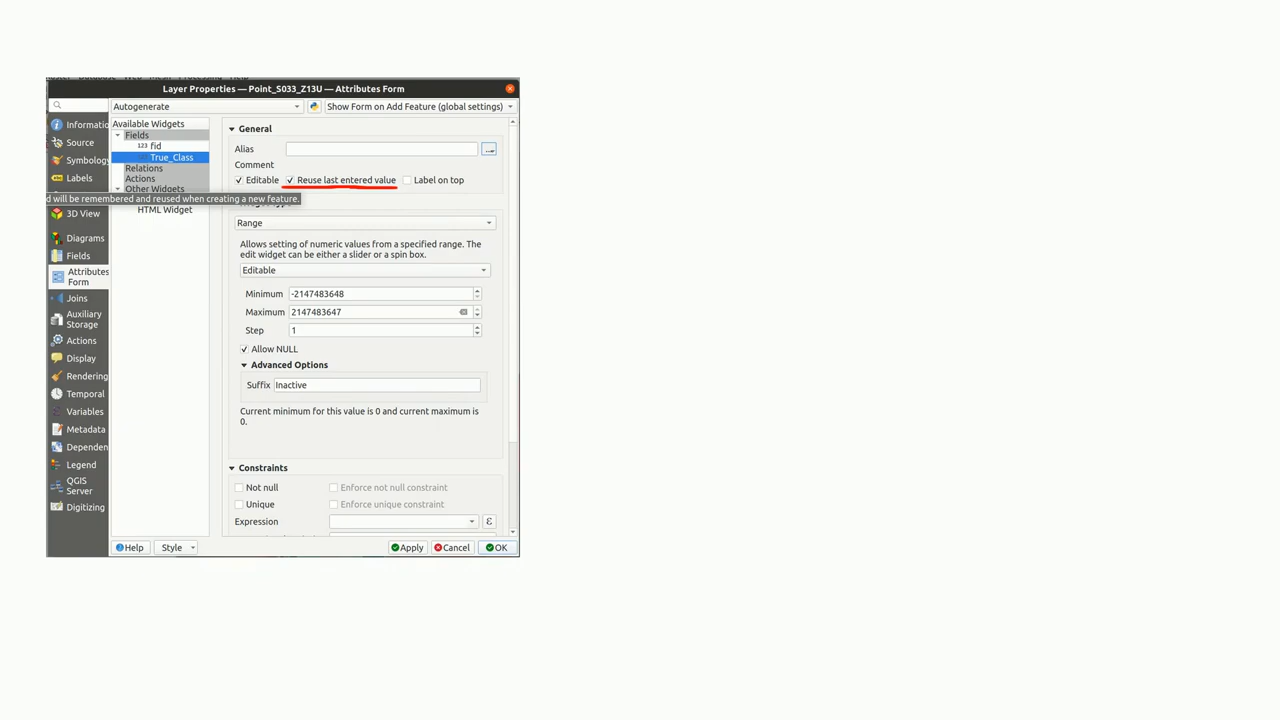 Layer Properties — Point_S033_Z13U — Attributes Form
Autogenerate
Show Form on Add Feature (global settings)
Informatio
Source
Symbology
Labels
3D View
Diagrams
Fields
Attributes
Form
Joins
Auxiliary
Storage
Actions
Display
Rendering
Temporal
Variables
Metadata
Dependen
Legend
QGIS
Server
Digitizing
Available Widgets
Fields
123 fid
True_Class
Relations
Actions
Other Widgets
d will be remembered and reused when creating a new feature.
HTML Widget
General
Alias
...
Comment
Editable Reuse last entered value Label on top
Range
Allows setting of numeric values from a specified range. The
edit widget can be either a slider or a spin box.
Editable
Minimum -2147483648
Maximum 2147483647
Step 1
Allow NULL
Advanced Options
Suffix Inactive
Current minimum for this value is 0 and current maximum is
0.
Constraints
Not null Enforce not null constraint
Unique Enforce unique constraint
Expression ε
Help Style Apply Cancel OK